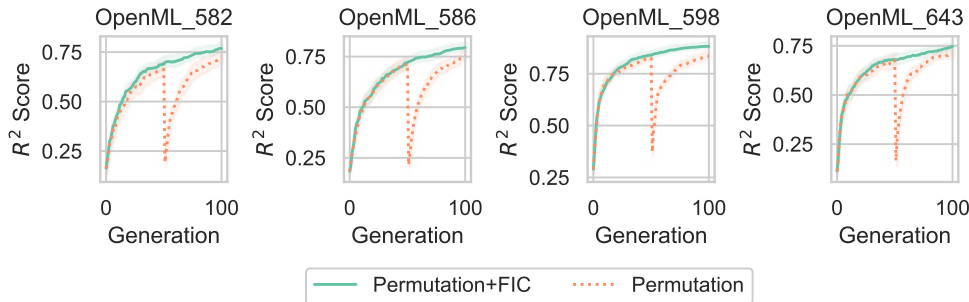 OpenML_582
OpenML_586
OpenML_598
OpenML_643
R² Score
0.75
0.50
0.25
0
100
Generation
R² Score
0.75
0.50
0.25
0
100
Generation
R² Score
0.75
0.50
0.25
0
100
Generation
R² Score
0.75
0.50
0.25
0
100
Generation
Permutation+FIC
Permutation